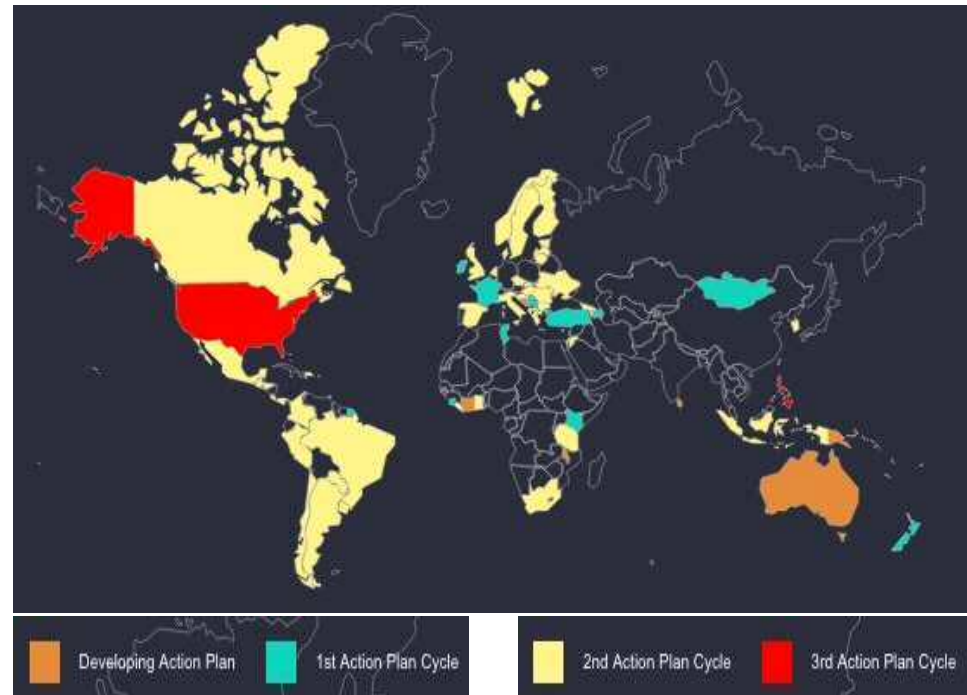 Developing Action Plan
1st Action Plan Cycle
2nd Action Plan Cycle
3rd Action Plan Cycle